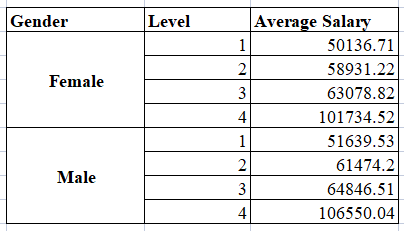 Gender Level Average Salary
1 50136.71
2 58931.22
Female
3 63078.82
4 101734.52
1 51639.53
2 61474.2
Male
3 64846.51
4 106550.04